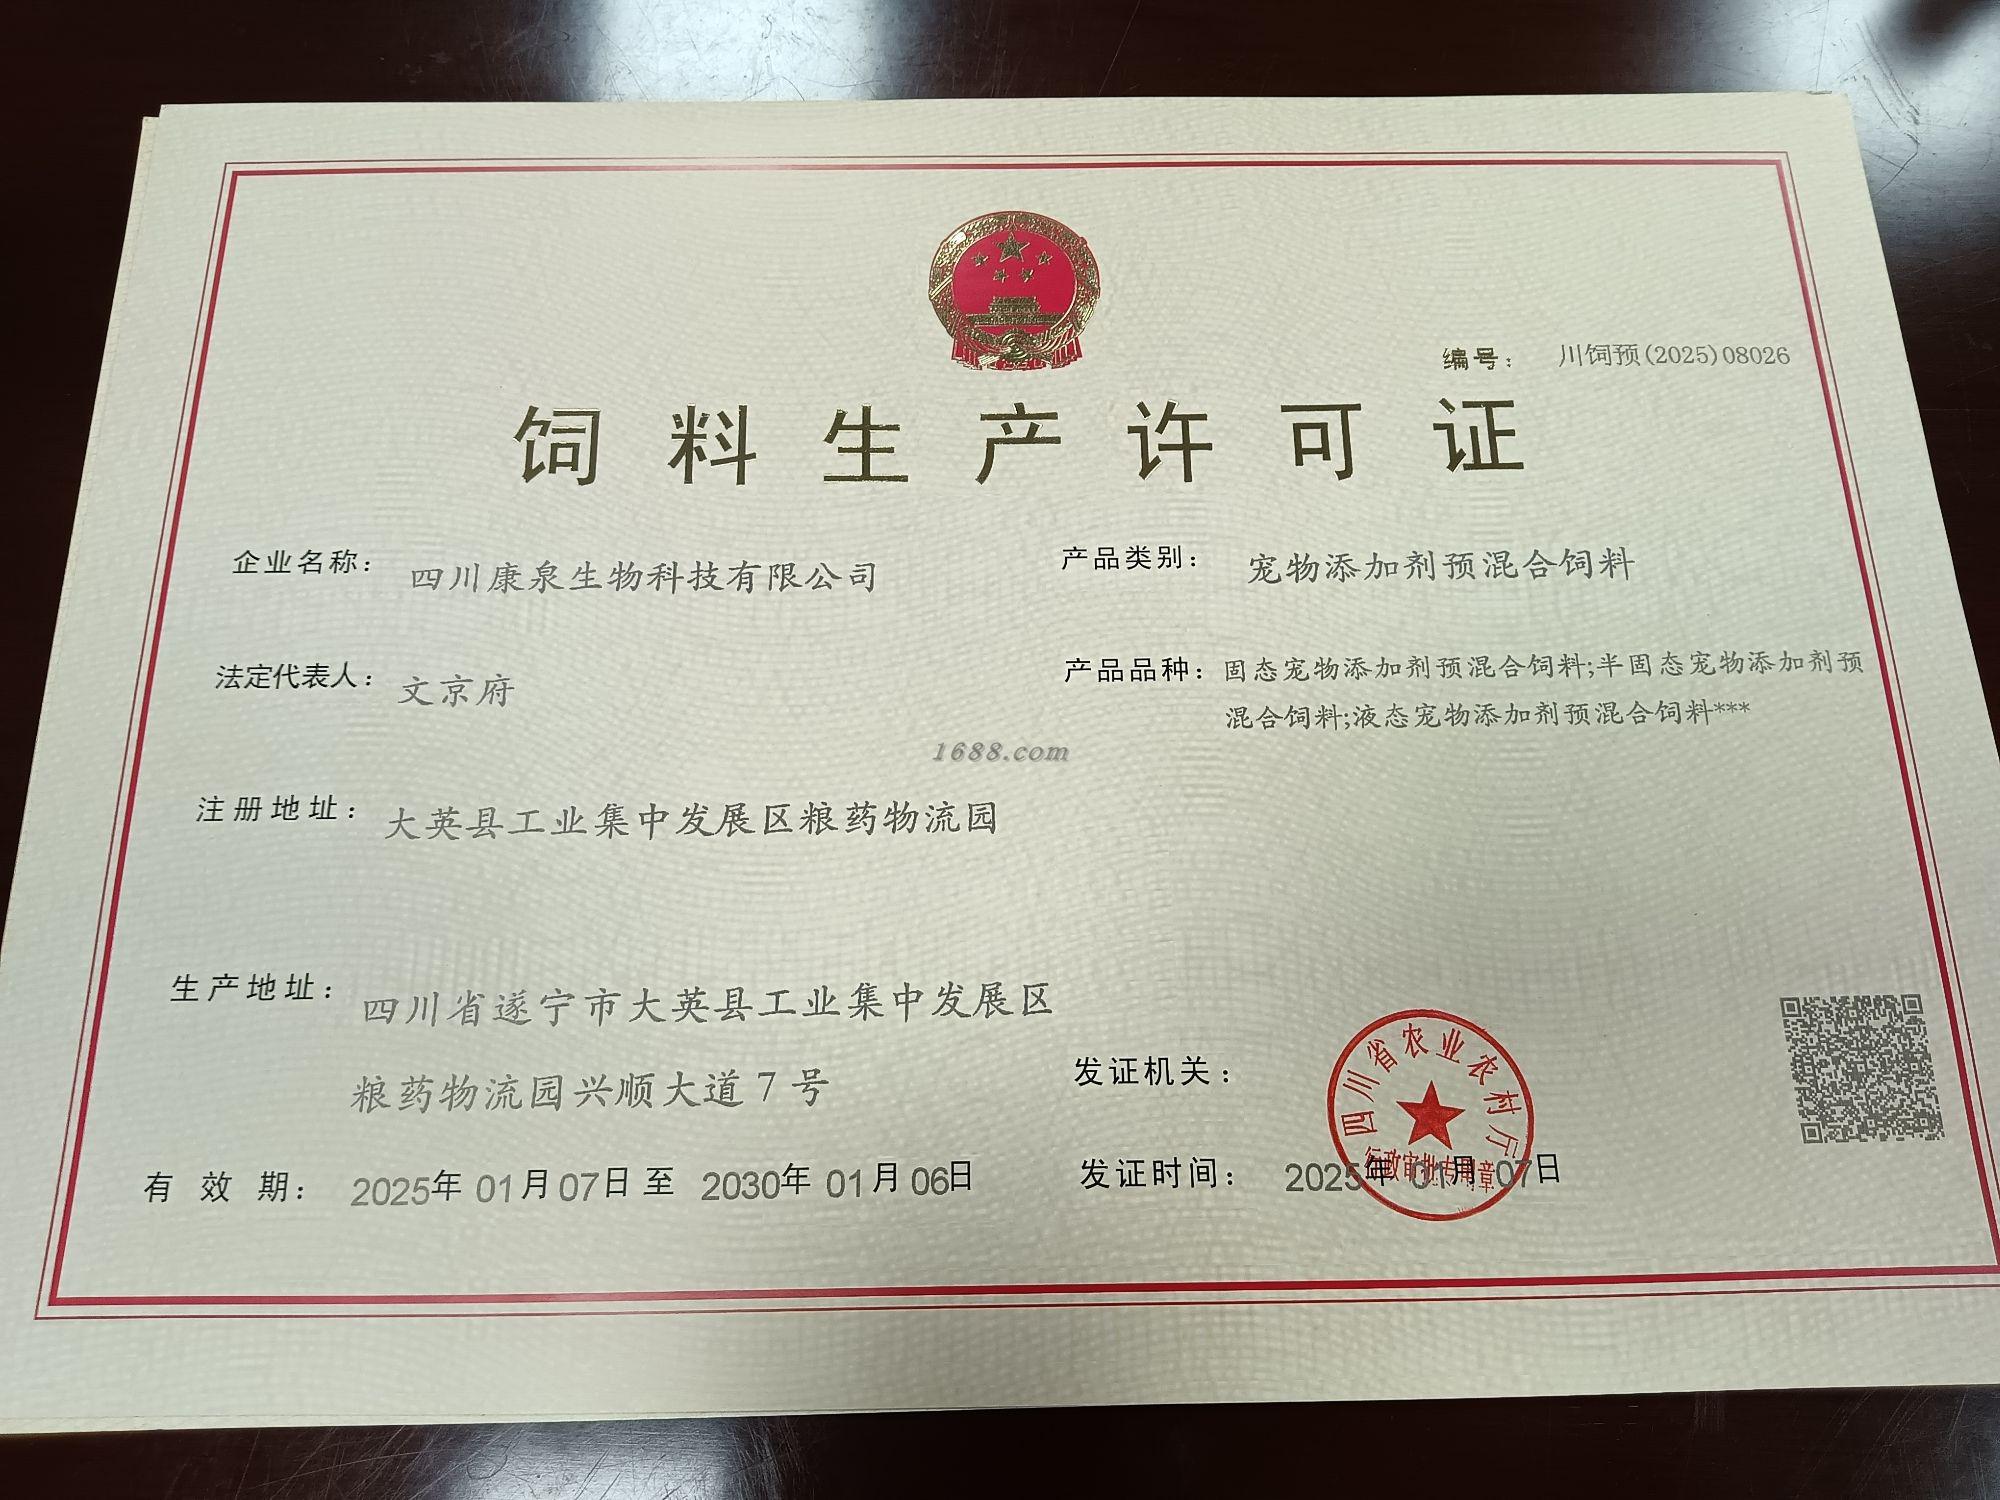 编号： 川饲预(2025)08026
饲料生产许可证
企业名称： 四川康泉生物科技有限公司
法定代表人： 文京府
注册地址： 大英县工业集中发展区粮药物流园
生产地址： 四川省遂宁市大英县工业集中发展区
粮药物流园兴顺大道7号
有效期： 2025年01月07日至2030年01月06日
产品类别： 宠物添加剂预混合饲料
产品品种： 固态宠物添加剂预混合饲料;半固态宠物添加剂预
混合饲料;液态宠物添加剂预混合饲料***
1688.com
发证机关：
四川省农业农村厅
行政审批专用章
发证时间： 2025年01月07日